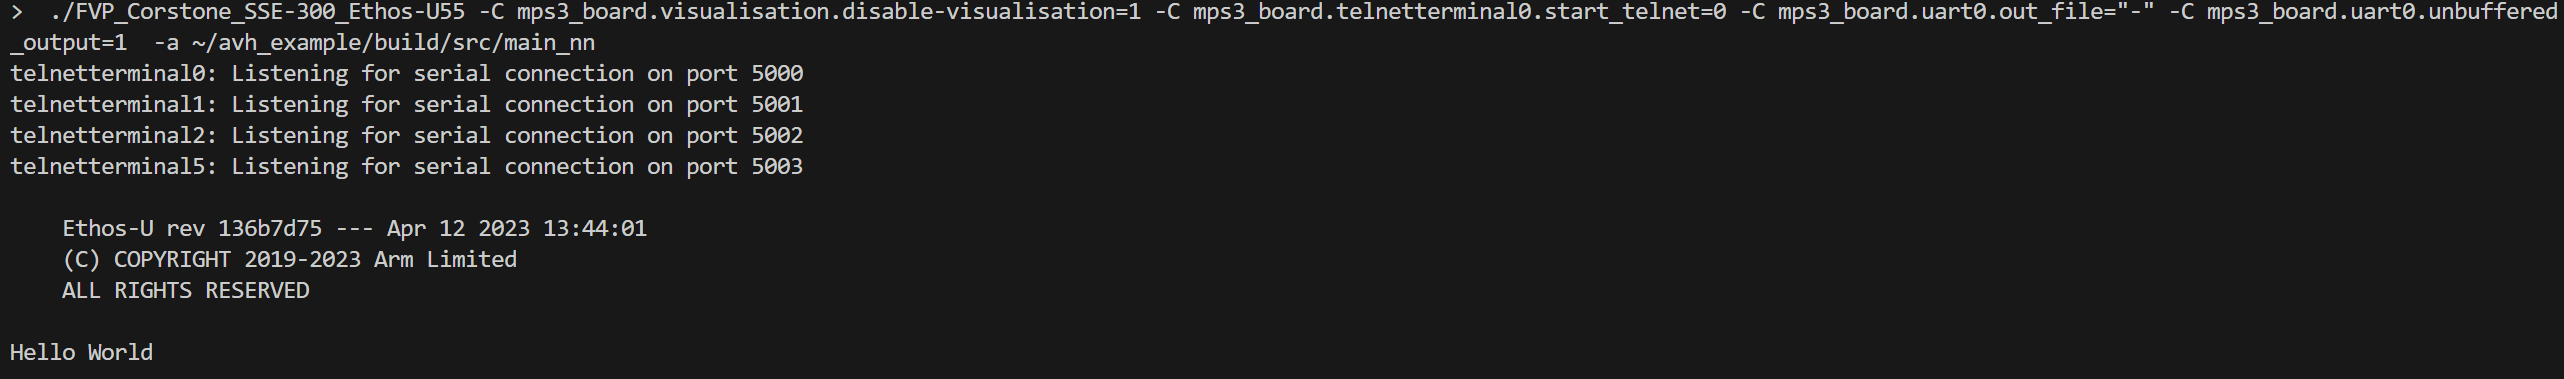 > ./FVP_Corstone_SSE-300_Ethos-U55 -C mps3_board.visualisation.disable-visualisation=1 -C mps3_board.telnetterminal0.start_telnet=0 -C mps3_board.uart0.out_file="-" -C mps3_board.uart0.unbuffered
_output=1  -a ~/avh_example/build/src/main_nn
telnetterminal0: Listening for serial connection on port 5000
telnetterminal1: Listening for serial connection on port 5001
telnetterminal2: Listening for serial connection on port 5002
telnetterminal5: Listening for serial connection on port 5003
Ethos-U rev 136b7d75 --- Apr 12 2023 13:44:01
(C) COPYRIGHT 2019-2023 Arm Limited
ALL RIGHTS RESERVED
Hello World